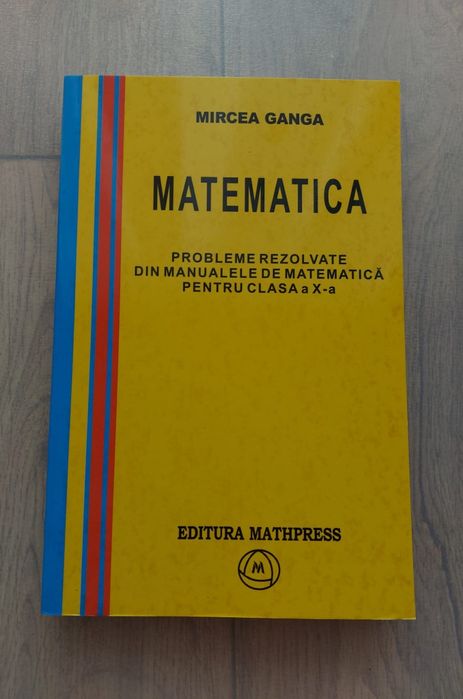 MIRCEA GANGA
MATEMATICA
PROBLEME REZOLVATE
DIN MANUALELE DE MATEMATICĂ
PENTRU CLASA a X-a
EDITURA MATHPRESS
M